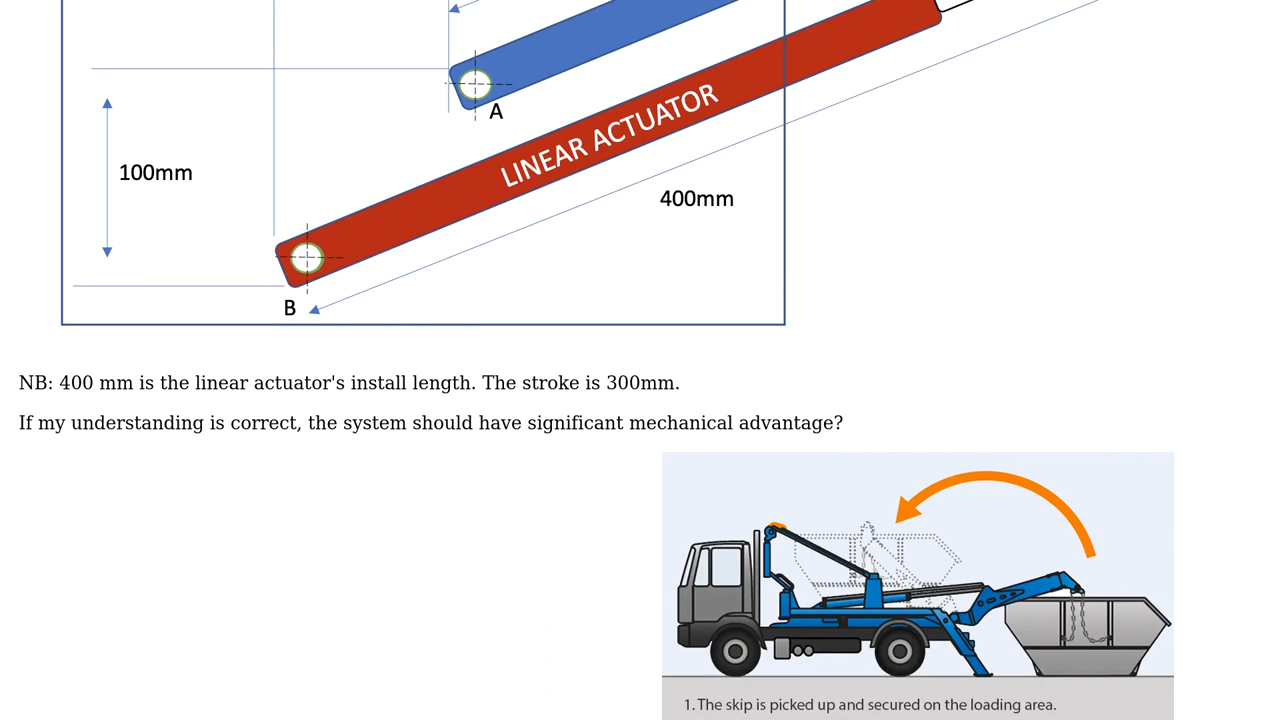 A
LINEAR ACTUATOR
100mm
400mm
B
NB: 400 mm is the linear actuator's install length. The stroke is 300mm.
If my understanding is correct, the system should have significant mechanical advantage?
1. The skip is picked up and secured on the loading area.